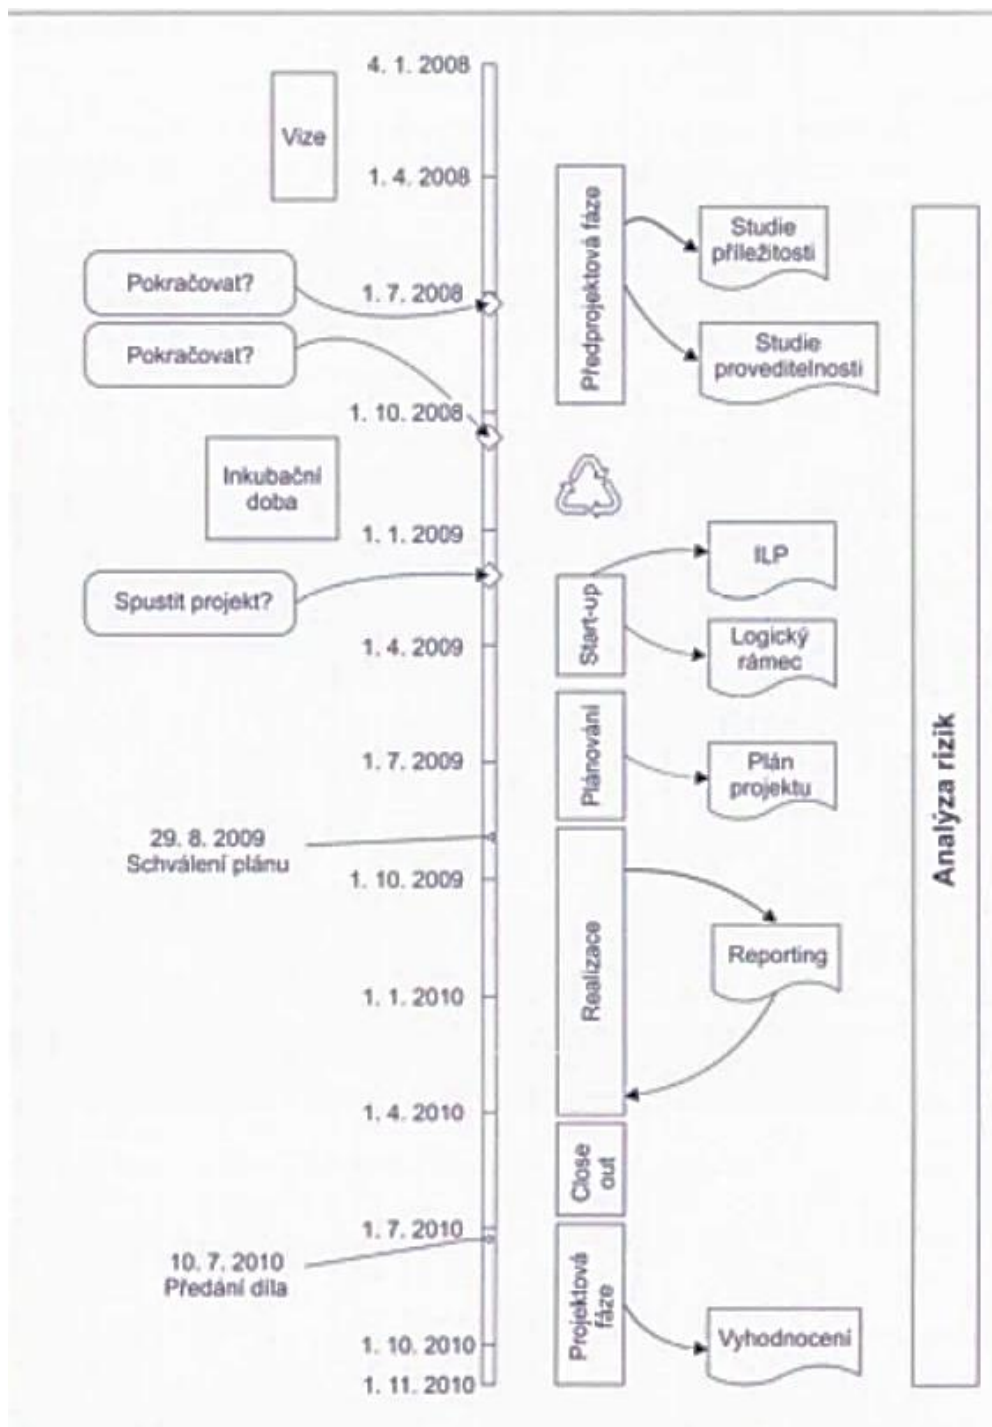 4. 1. 2008
Vize
1. 4. 2008
Předprojektová fáze
Studie
příležitosti
Pokračovat?
1. 7. 2008
Pokračovat?
Studie
proveditelnosti
1. 10. 2008
Inkubační
doba
1. 1. 2009
ILP
Spustit projekt?
Start-up
1. 4. 2009
Logický
rámec
Plánování
1. 7. 2009
Plán
projektu
29. 8. 2009
Schválení plánu
1. 10. 2009
Realizace
Reporting
1. 1. 2010
1. 4. 2010
Close
out
1. 7. 2010
10. 7. 2010
Předání díla
Projektová
fáze
Vyhodnocení
1. 10. 2010
1. 11. 2010
Analýza rizik